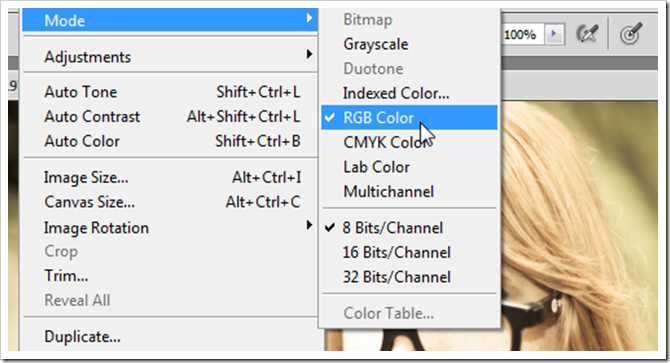 Mode
Adjustments
Auto Tone Shift+Ctrl+L
Auto Contrast Alt+Shift+Ctrl+L
Auto Color Shift+Ctrl+B
Image Size... Alt+Ctrl+I
Canvas Size... Alt+Ctrl+C
Image Rotation
Crop
Trim...
Reveal All
Duplicate...
Bitmap
Grayscale
Duotone
Indexed Color...
RGB Color
CMYK Color
Lab Color
Multichannel
8 Bits/Channel
16 Bits/Channel
32 Bits/Channel
Color Table...
100%